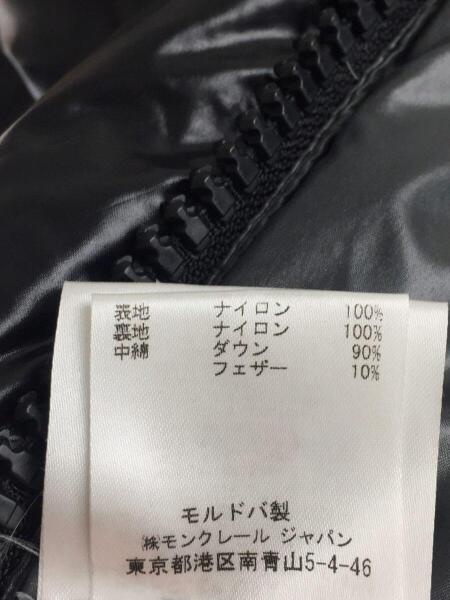 表地 ナイロン 100%
裏地 ナイロン 100%
中綿 ダウン 90%
フェザー 10%
モルドバ製
㈱モンクレール ジャパン
東京都港区南青山5-4-46